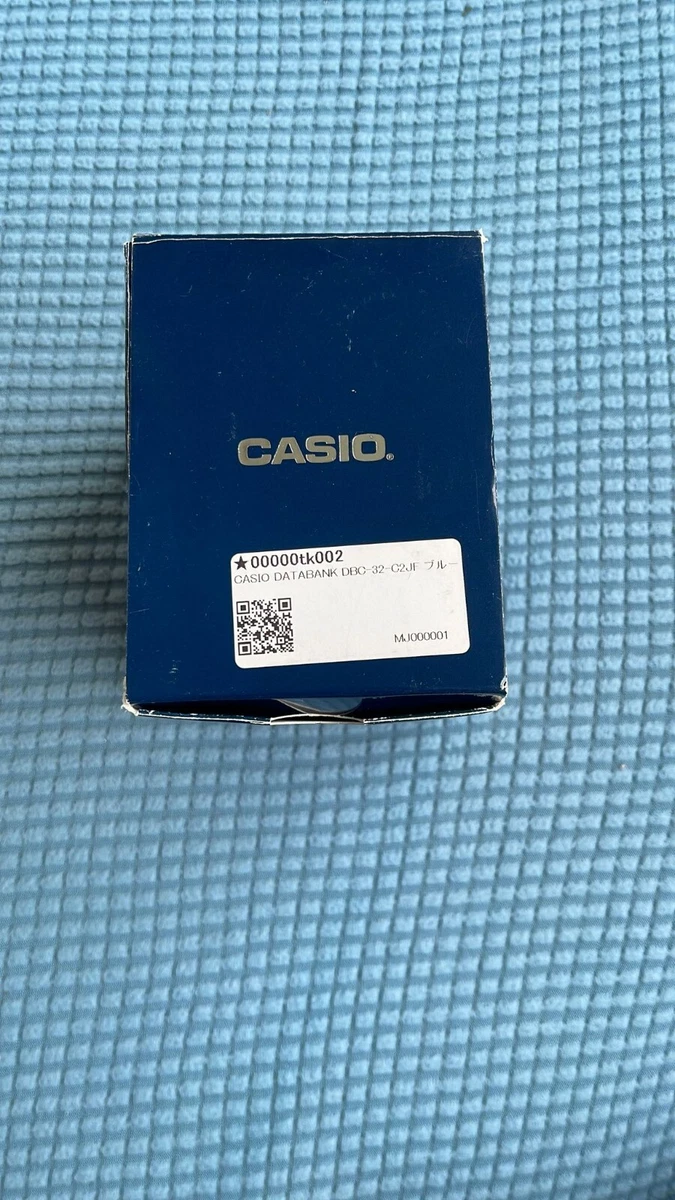 CASIO®
★00000tk002
CASIO DATABANK DBC-32-C2JF ブルー
MJ000001